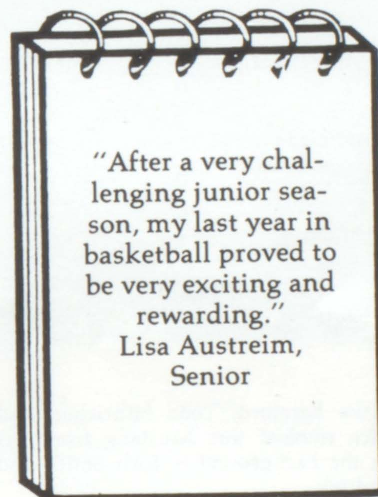 "After a very chal-
lenging junior sea-
son, my last year in
basketball proved to
be very exciting and
rewarding."
Lisa Austreim,
Senior